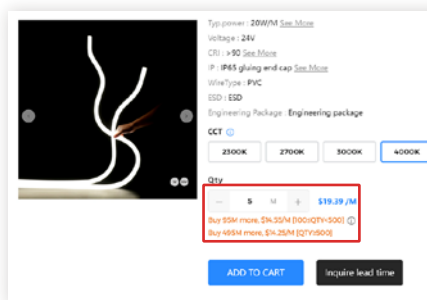 Typ.power : 20W/M See More
Voltage : 24V
CRI : >90 See More
IP : IP65 gluing end cap See More
WireType : PVC
ESD : ESD
Engineering Package : Engineering package
CCT
2300K 2700K 3000K 4000K
Qty
− 5 M + $19.39 /M
Buy 95M more, $14.55/M [100≤QTY<500]
Buy 495M more, $14.25/M [QTY≥500]
ADD TO CART Inquire lead time